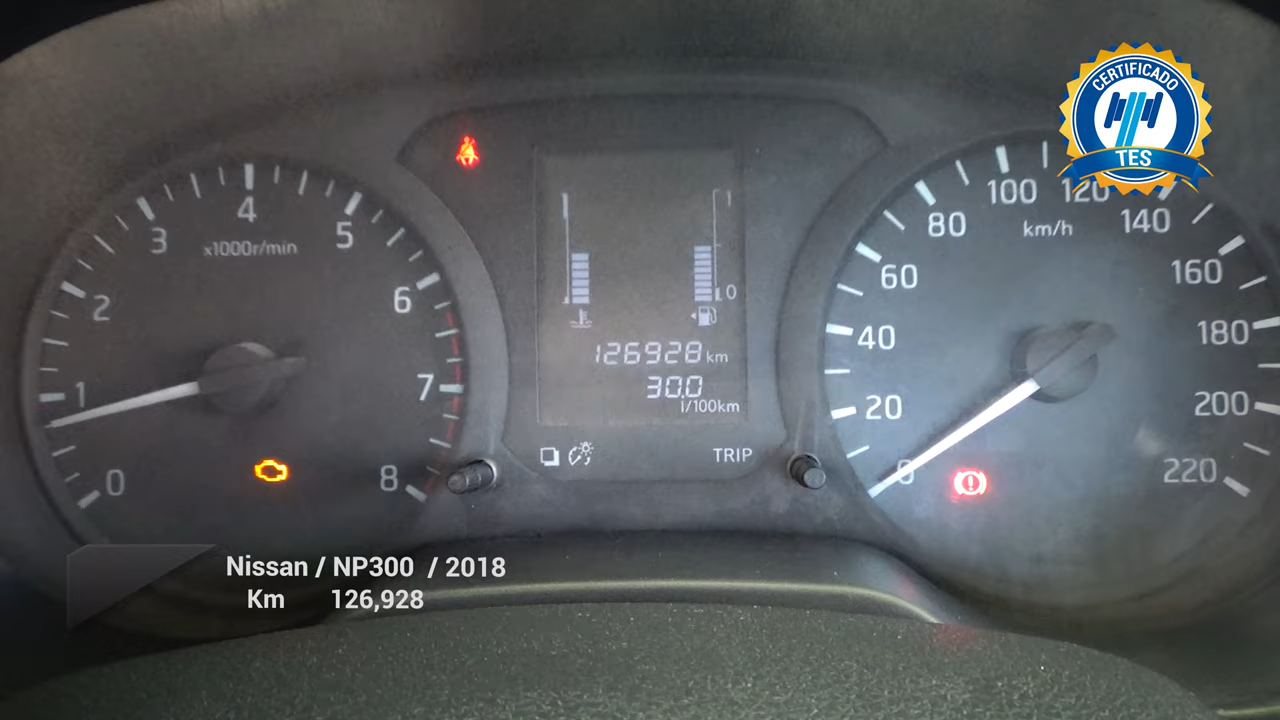 CERTIFICADO
TES
0
1
2
3
4
5
6
7
8
x1000r/min
1
0
126928 km
30.0
l/100km
TRIP
0
20
40
60
80
100
120
140
160
180
200
220
km/h
Nissan / NP300 / 2018
Km 126,928